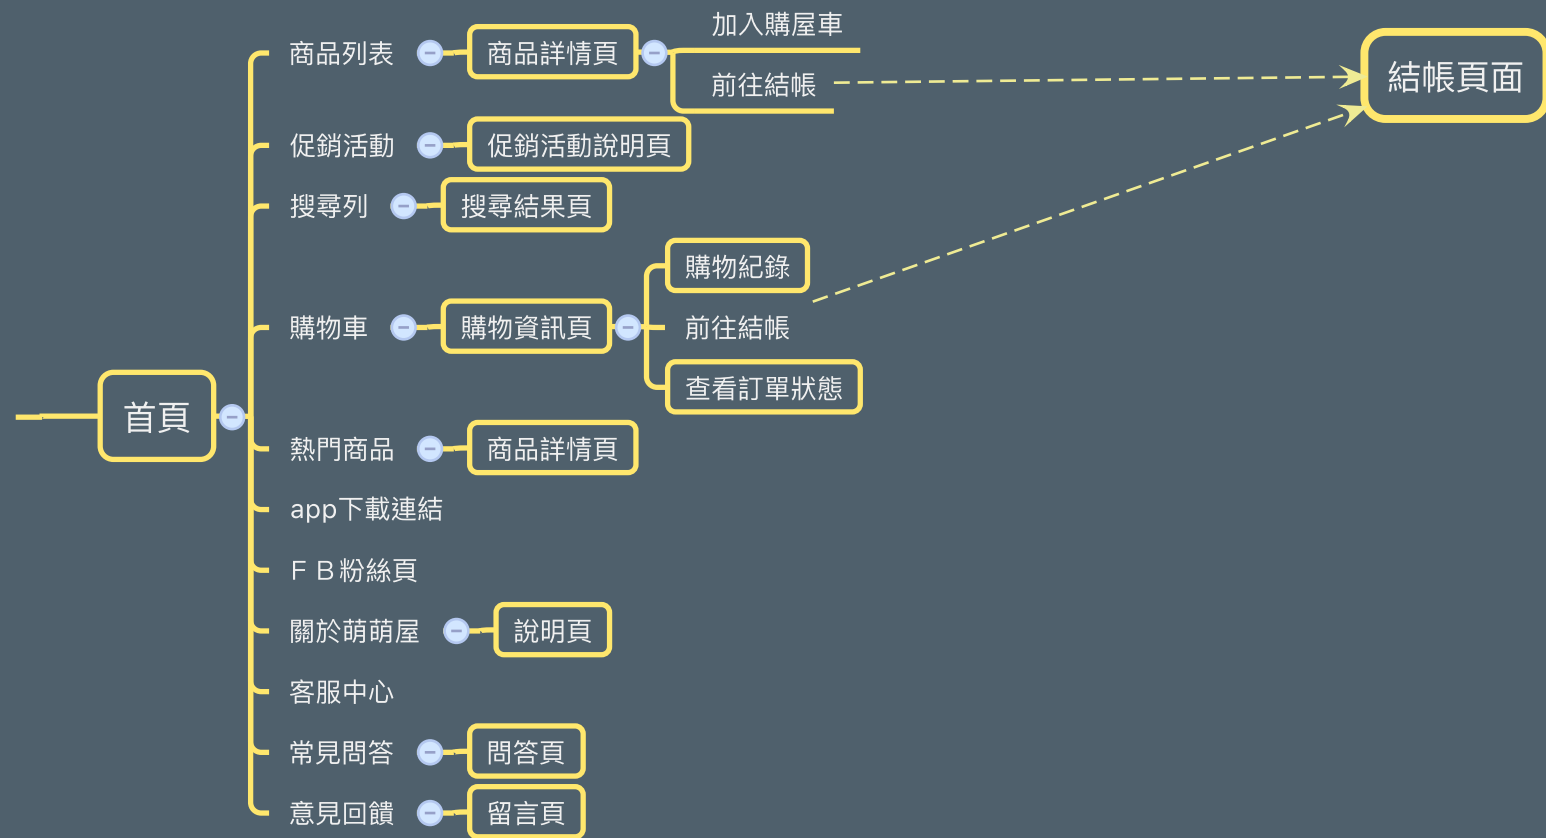 加入購屋車
商品列表
商品詳情頁
前往結帳
結帳頁面
促銷活動
促銷活動說明頁
搜尋列
搜尋結果頁
購物紀錄
購物車
購物資訊頁
前往結帳
查看訂單狀態
首頁
熱門商品
商品詳情頁
app下載連結
ＦＢ粉絲頁
關於萌萌屋
說明頁
客服中心
常見問答
問答頁
意見回饋
留言頁